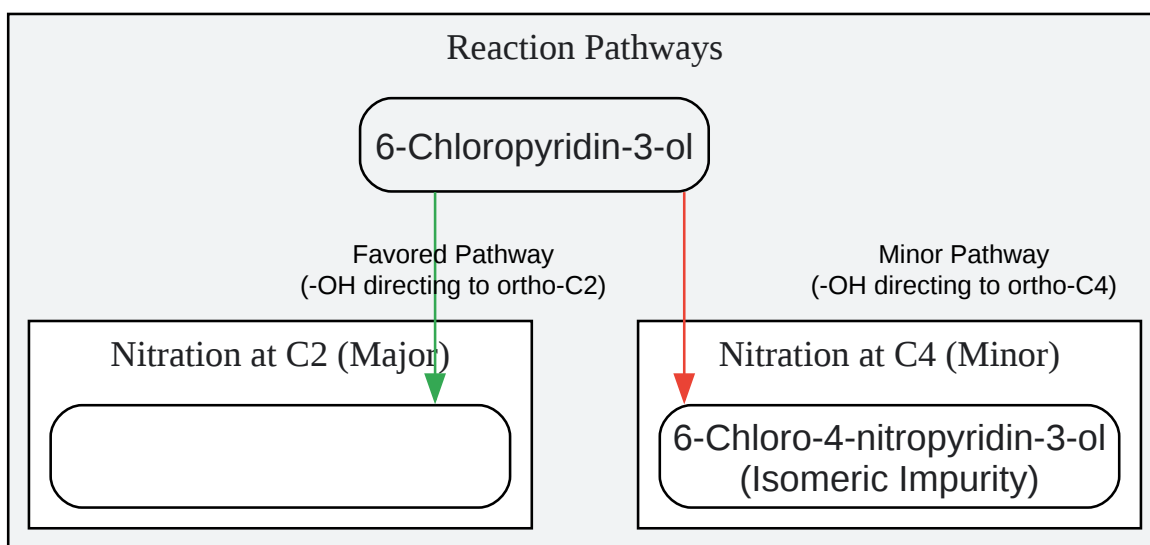 Reaction Pathways
6-Chloropyridin-3-ol
Favored Pathway
(-OH directing to ortho-C2)
Minor Pathway
(-OH directing to ortho-C4)
Nitration at C2 (Major)
Nitration at C4 (Minor)
6-Chloro-4-nitropyridin-3-ol
(Isomeric Impurity)